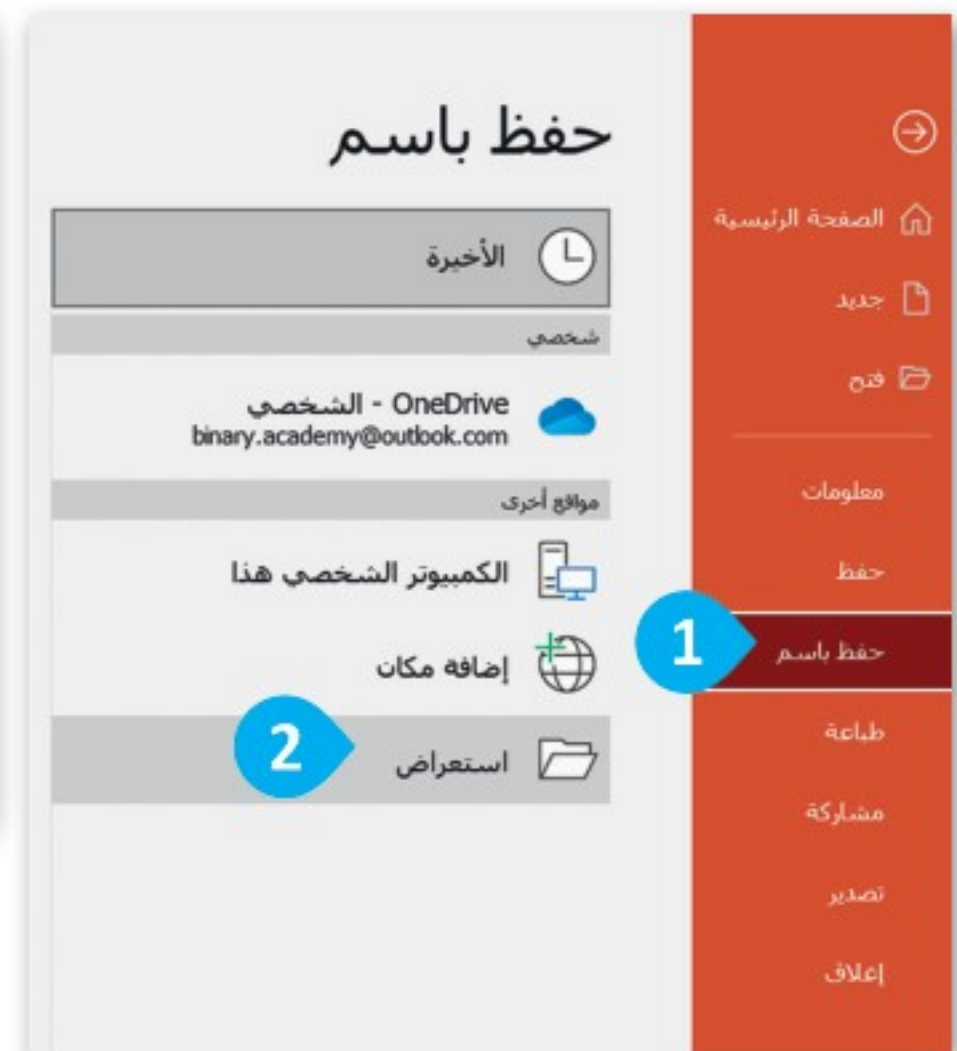 الصفحة الرئيسية
جديد
فتح
معلومات
حفظ
حفظ باسم
1
طباعة
مشاركة
تصدير
إغلاق
حفظ باسم
الأخيرة
شخصي
OneDrive - الشخصي
binary.academy@outlook.com
مواقع أخرى
الكمبيوتر الشخصي هذا
إضافة مكان
استعراض
2